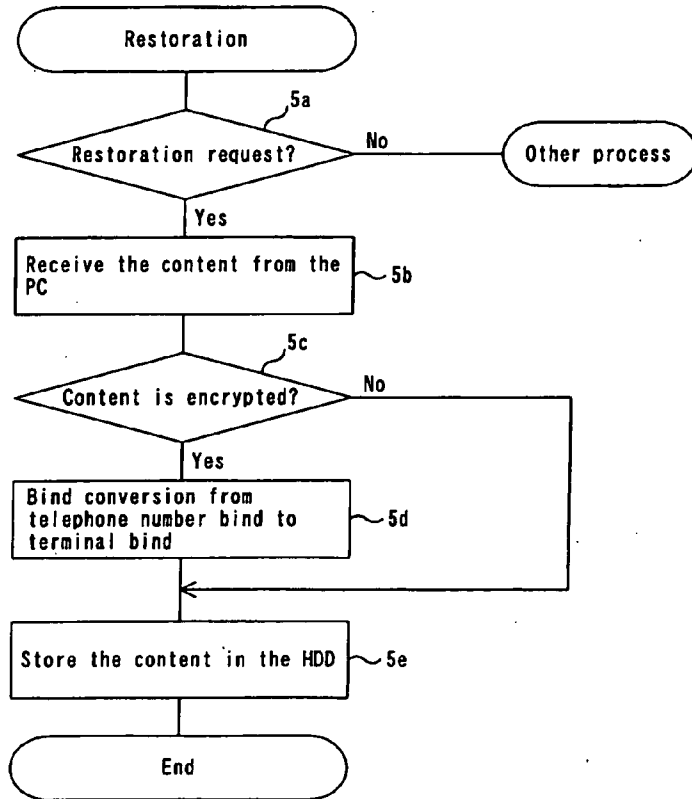 Restoration
5a
Restoration request?
No
Other process
Yes
Receive the content from the
PC
5b
5c
Content is encrypted?
No
Yes
Bind conversion from
telephone number bind to
terminal bind
5d
Store the content in the HDD
5e
End